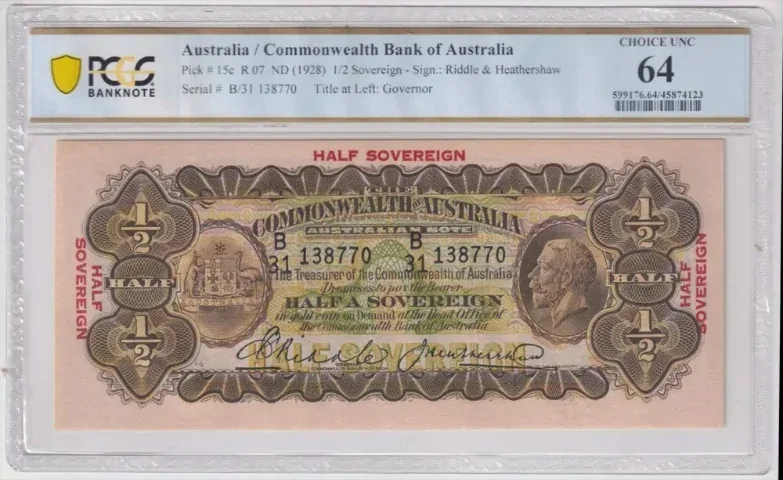 PCGS
BANKNOTE
Australia / Commonwealth Bank of Australia
Pick # 15c R 07 ND (1928) 1/2 Sovereign - Sign.: Riddle & Heathershaw
Serial # B/31 138770 Title at Left: Governor
CHOICE UNC
64
599176.64/45874123
HALF SOVEREIGN
THE
COMMONWEALTH OF AUSTRALIA
AUSTRALIAN NOTE
1/2
1/2
B
31 138770
B
31 138770
The Treasurer of the Commonwealth of Australia
Promises to pay the Bearer
HALF A SOVEREIGN
in gold coin on Demand at the Head Office of
the Commonwealth Bank of Australia
HALF
HALF
HALF SOVEREIGN
HALF SOVEREIGN
C Riddle
J Heathershaw
HALF SOVEREIGN
1/2
1/2